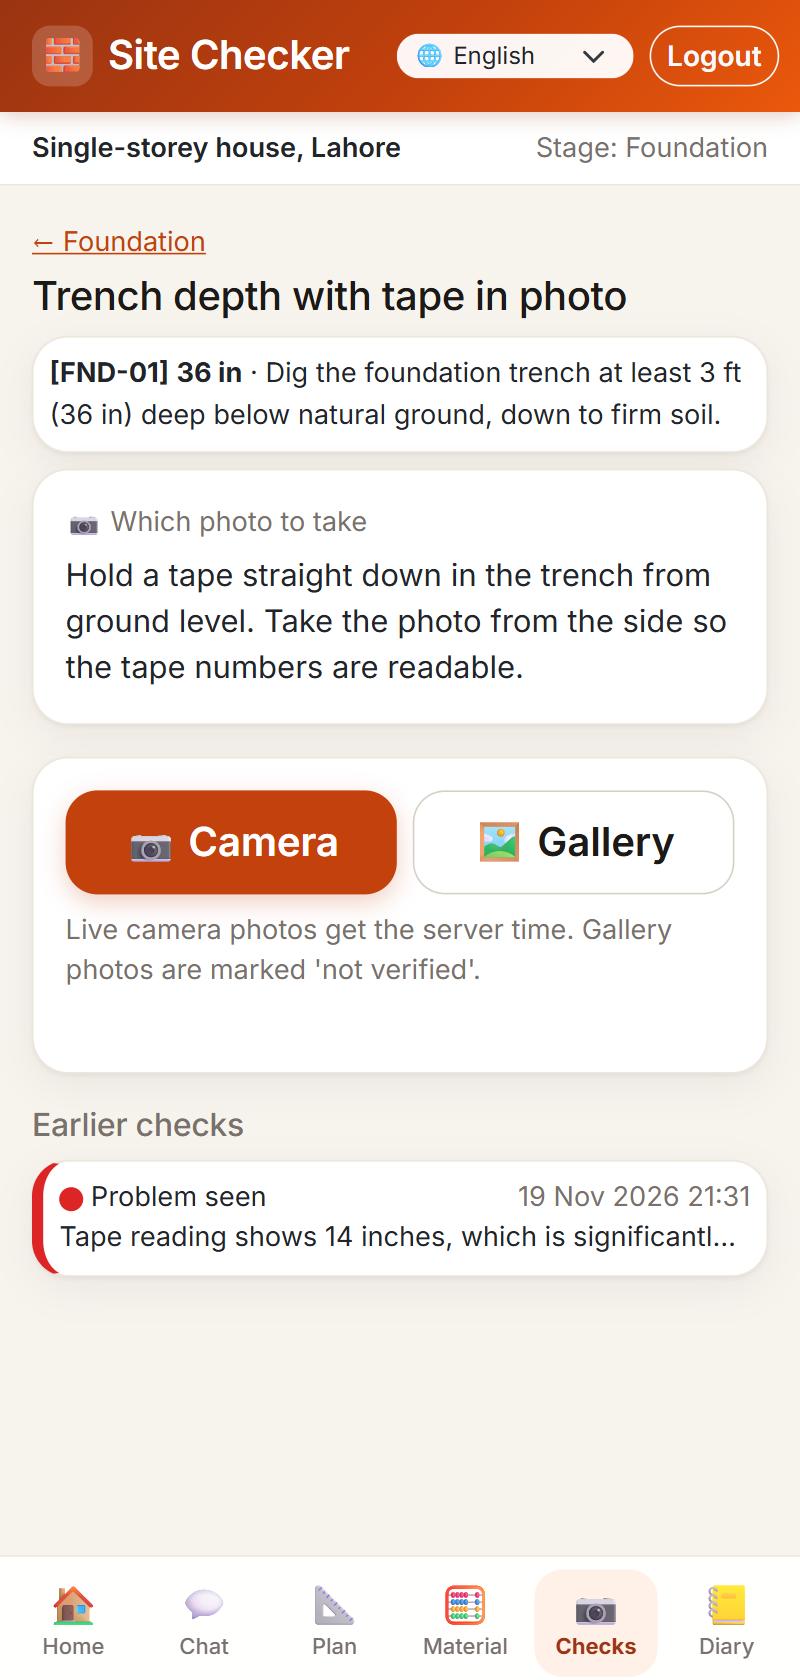 Site Checker
English
Logout
Single-storey house, Lahore
Stage: Foundation
← Foundation
Trench depth with tape in photo
[FND-01] 36 in · Dig the foundation trench at least 3 ft
(36 in) deep below natural ground, down to firm soil.
Which photo to take
Hold a tape straight down in the trench from
ground level. Take the photo from the side so
the tape numbers are readable.
Camera
Gallery
Live camera photos get the server time. Gallery
photos are marked 'not verified'.
Earlier checks
Problem seen
19 Nov 2026 21:31
Tape reading shows 14 inches, which is significantl...
Home
Chat
Plan
Material
Checks
Diary